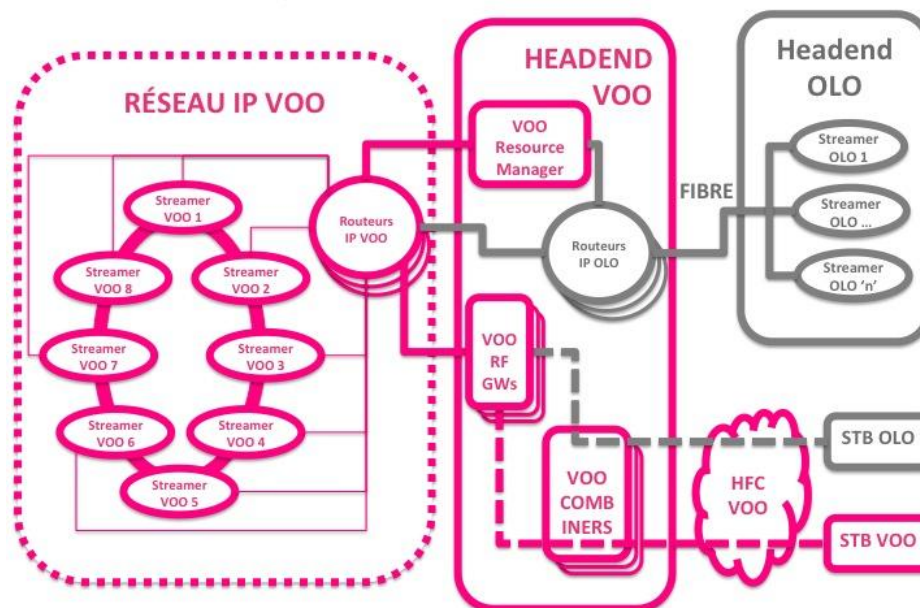 RÉSEAU IP VOO
Streamer
VOO 1
Streamer
VOO 2
Streamer
VOO 3
Streamer
VOO 4
Streamer
VOO 5
Streamer
VOO 6
Streamer
VOO 7
Streamer
VOO 8
Routeurs
IP VOO
HEADEND
VOO
VOO
Resource
Manager
Routeurs
IP OLO
VOO
RF
GWs
VOO
COMB
INERS
FIBRE
Headend
OLO
Streamer
OLO 1
Streamer
OLO ...
Streamer
OLO 'n'
HFC
VOO
STB OLO
STB VOO